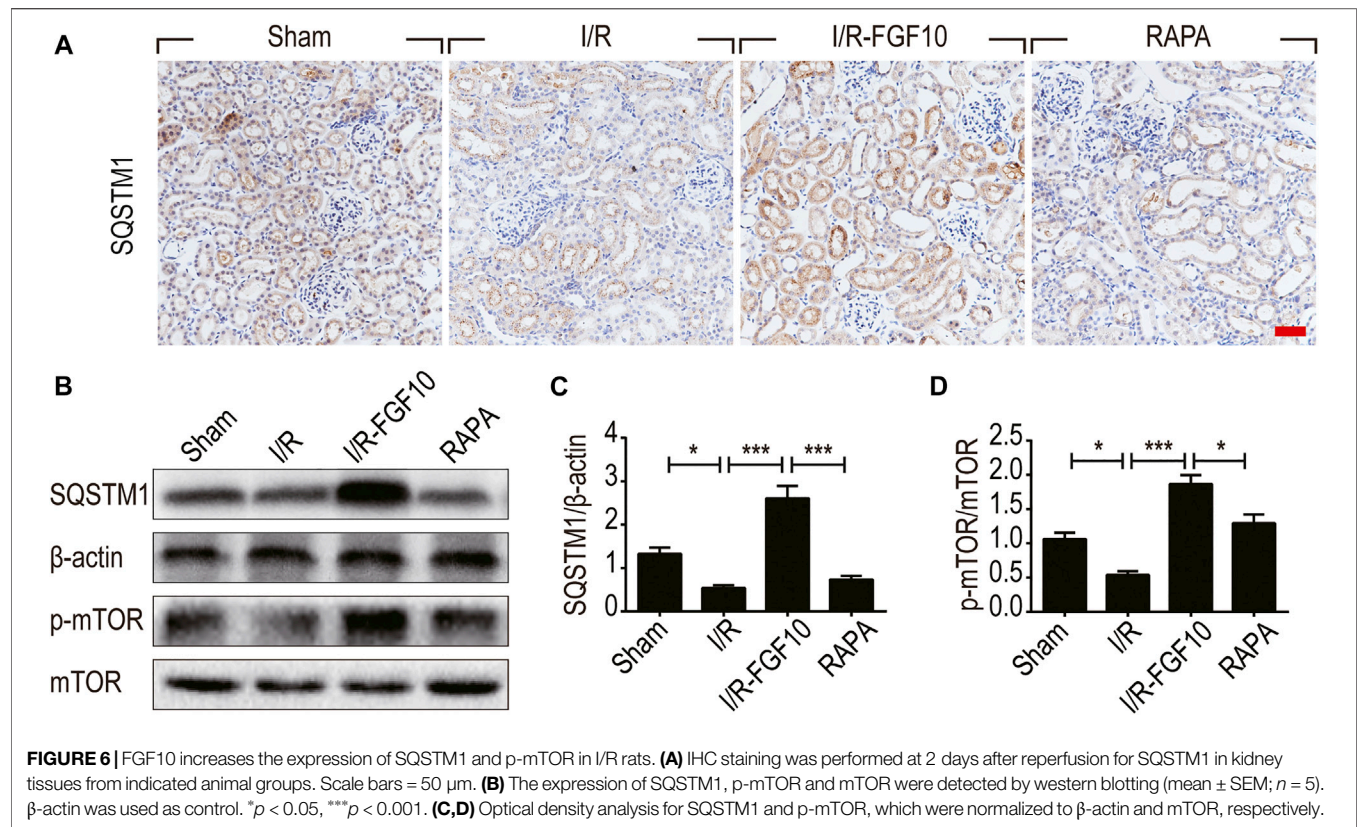 A
Sham
I/R
I/R-FGF10
RAPA
SQSTM1
B
Sham
I/R
I/R-FGF10
RAPA
SQSTM1
β-actin
p-mTOR
mTOR
C
SQSTM1/β-actin
4
3
2
1
0
* *** ***
Sham
I/R
I/R-FGF10
RAPA
D
p-mTOR/mTOR
2.5
2.0
1.5
1.0
0.5
0.0
* *** *
Sham
I/R
I/R-FGF10
RAPA
FIGURE 6 | FGF10 increases the expression of SQSTM1 and p-mTOR in I/R rats. (A) IHC staining was performed at 2 days after reperfusion for SQSTM1 in kidney
tissues from indicated animal groups. Scale bars = 50 µm. (B) The expression of SQSTM1, p-mTOR and mTOR were detected by western blotting (mean ± SEM; n = 5).
β-actin was used as control. *p < 0.05, ***p < 0.001. (C,D) Optical density analysis for SQSTM1 and p-mTOR, which were normalized to β-actin and mTOR, respectively.